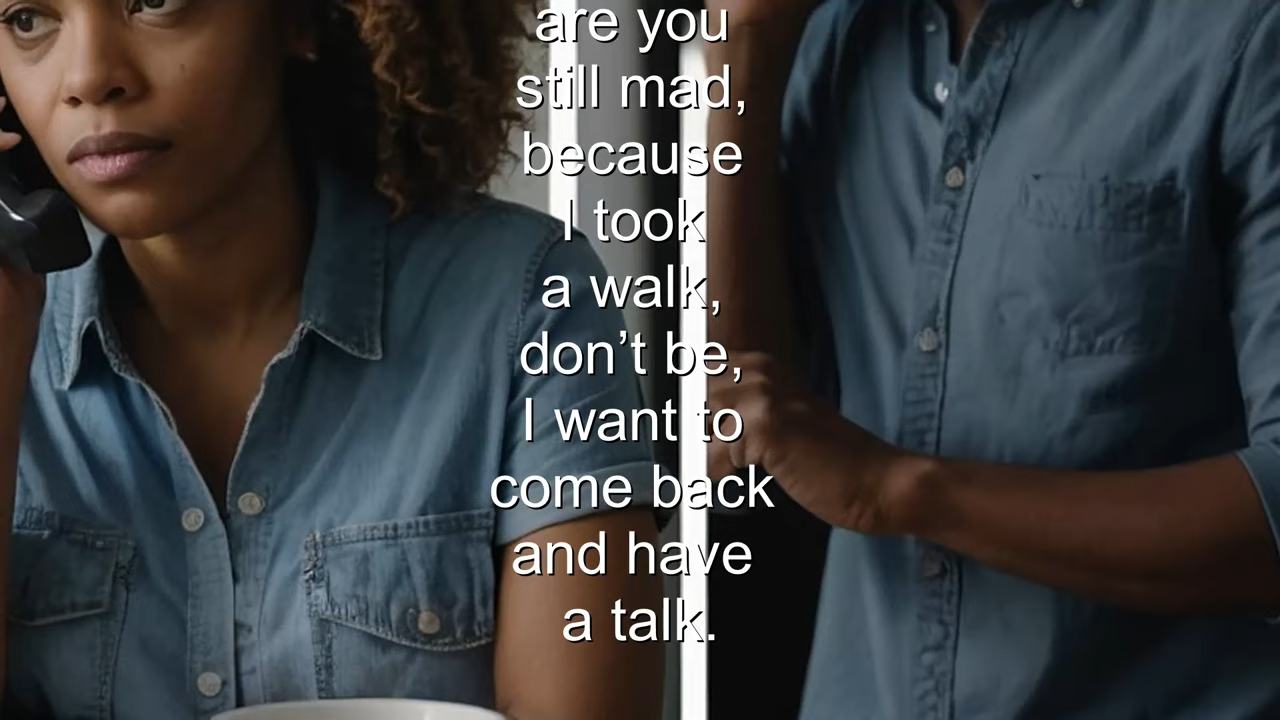 are you
still mad,
because
I took
a walk,
don’t be,
I want to
come back
and have
a talk.